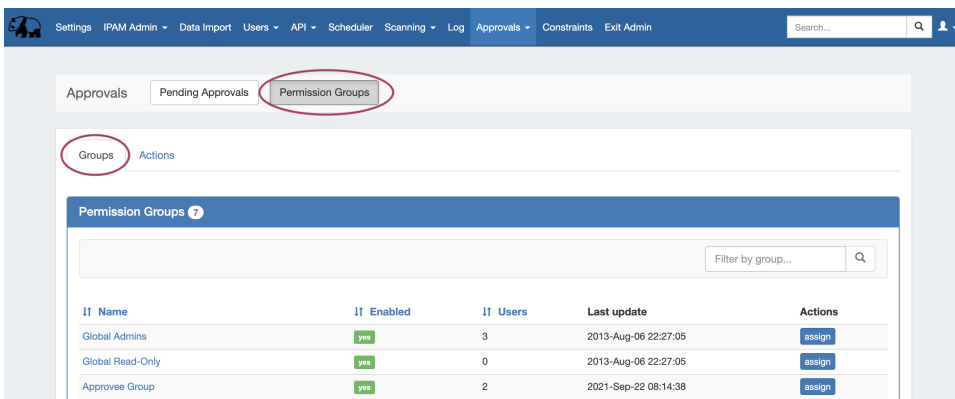 Settings IPAM Admin Data Import Users API Scheduler Scanning Log Approvals Constraints Exit Admin Search...
Approvals Pending Approvals Permission Groups
Groups Actions
Permission Groups 7
Filter by group...
Name Enabled Users Last update Actions
Global Admins yes 3 2013-Aug-06 22:27:05 assign
Global Read-Only yes 0 2013-Aug-06 22:27:05 assign
Approvee Group yes 2 2021-Sep-22 08:14:38 assign